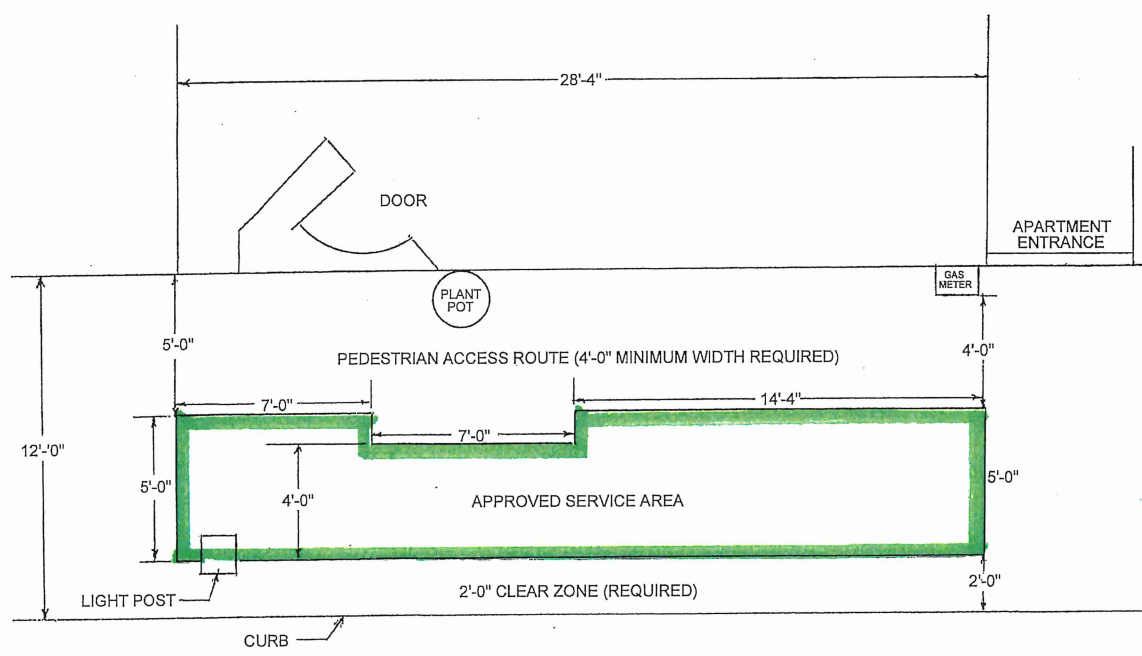 28'-4"
DOOR
APARTMENT
ENTRANCE
GAS
METER
PLANT
POT
5'-0"
PEDESTRIAN ACCESS ROUTE (4'-0" MINIMUM WIDTH REQUIRED)
4'-0"
7'-0"
14'-4"
7'-0"
12'-'0"
5'-0"
4'-0"
APPROVED SERVICE AREA
5'-0"
2'-0" CLEAR ZONE (REQUIRED)
2'-0"
LIGHT POST
CURB